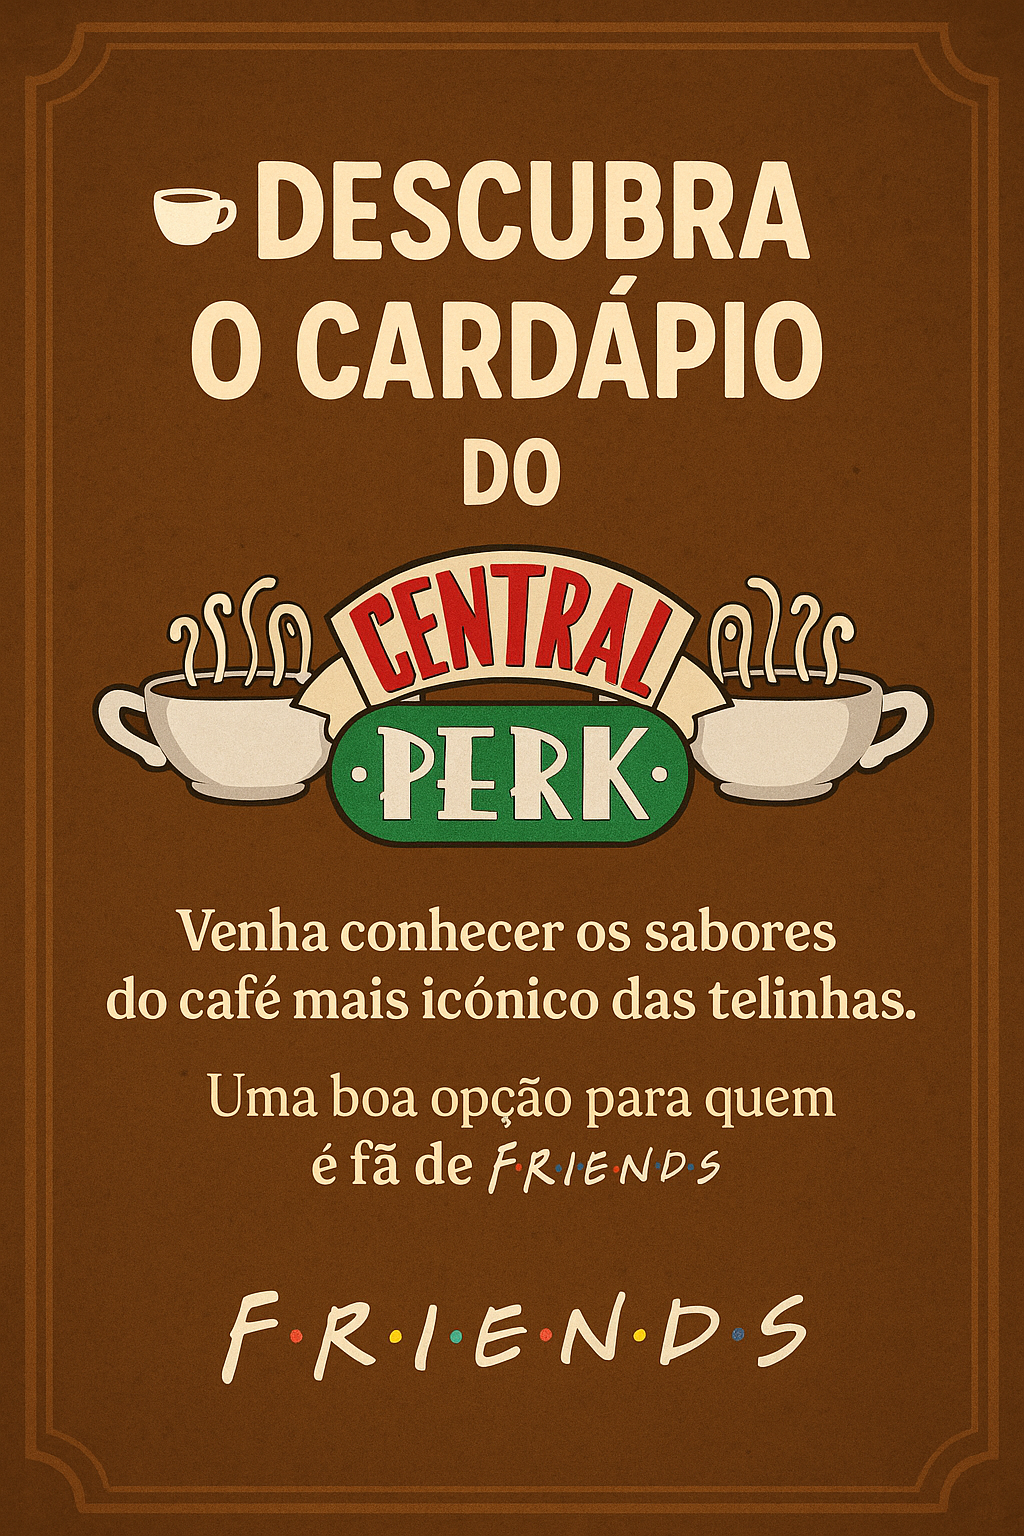 DESCUBRA
O CARDÁPIO
DO
CENTRAL
·PERK·
Venha conhecer os sabores
do café mais icónico das telinhas.
Uma boa opção para quem
é fã de F·R·I·E·N·D·S
F·R·I·E·N·D·S